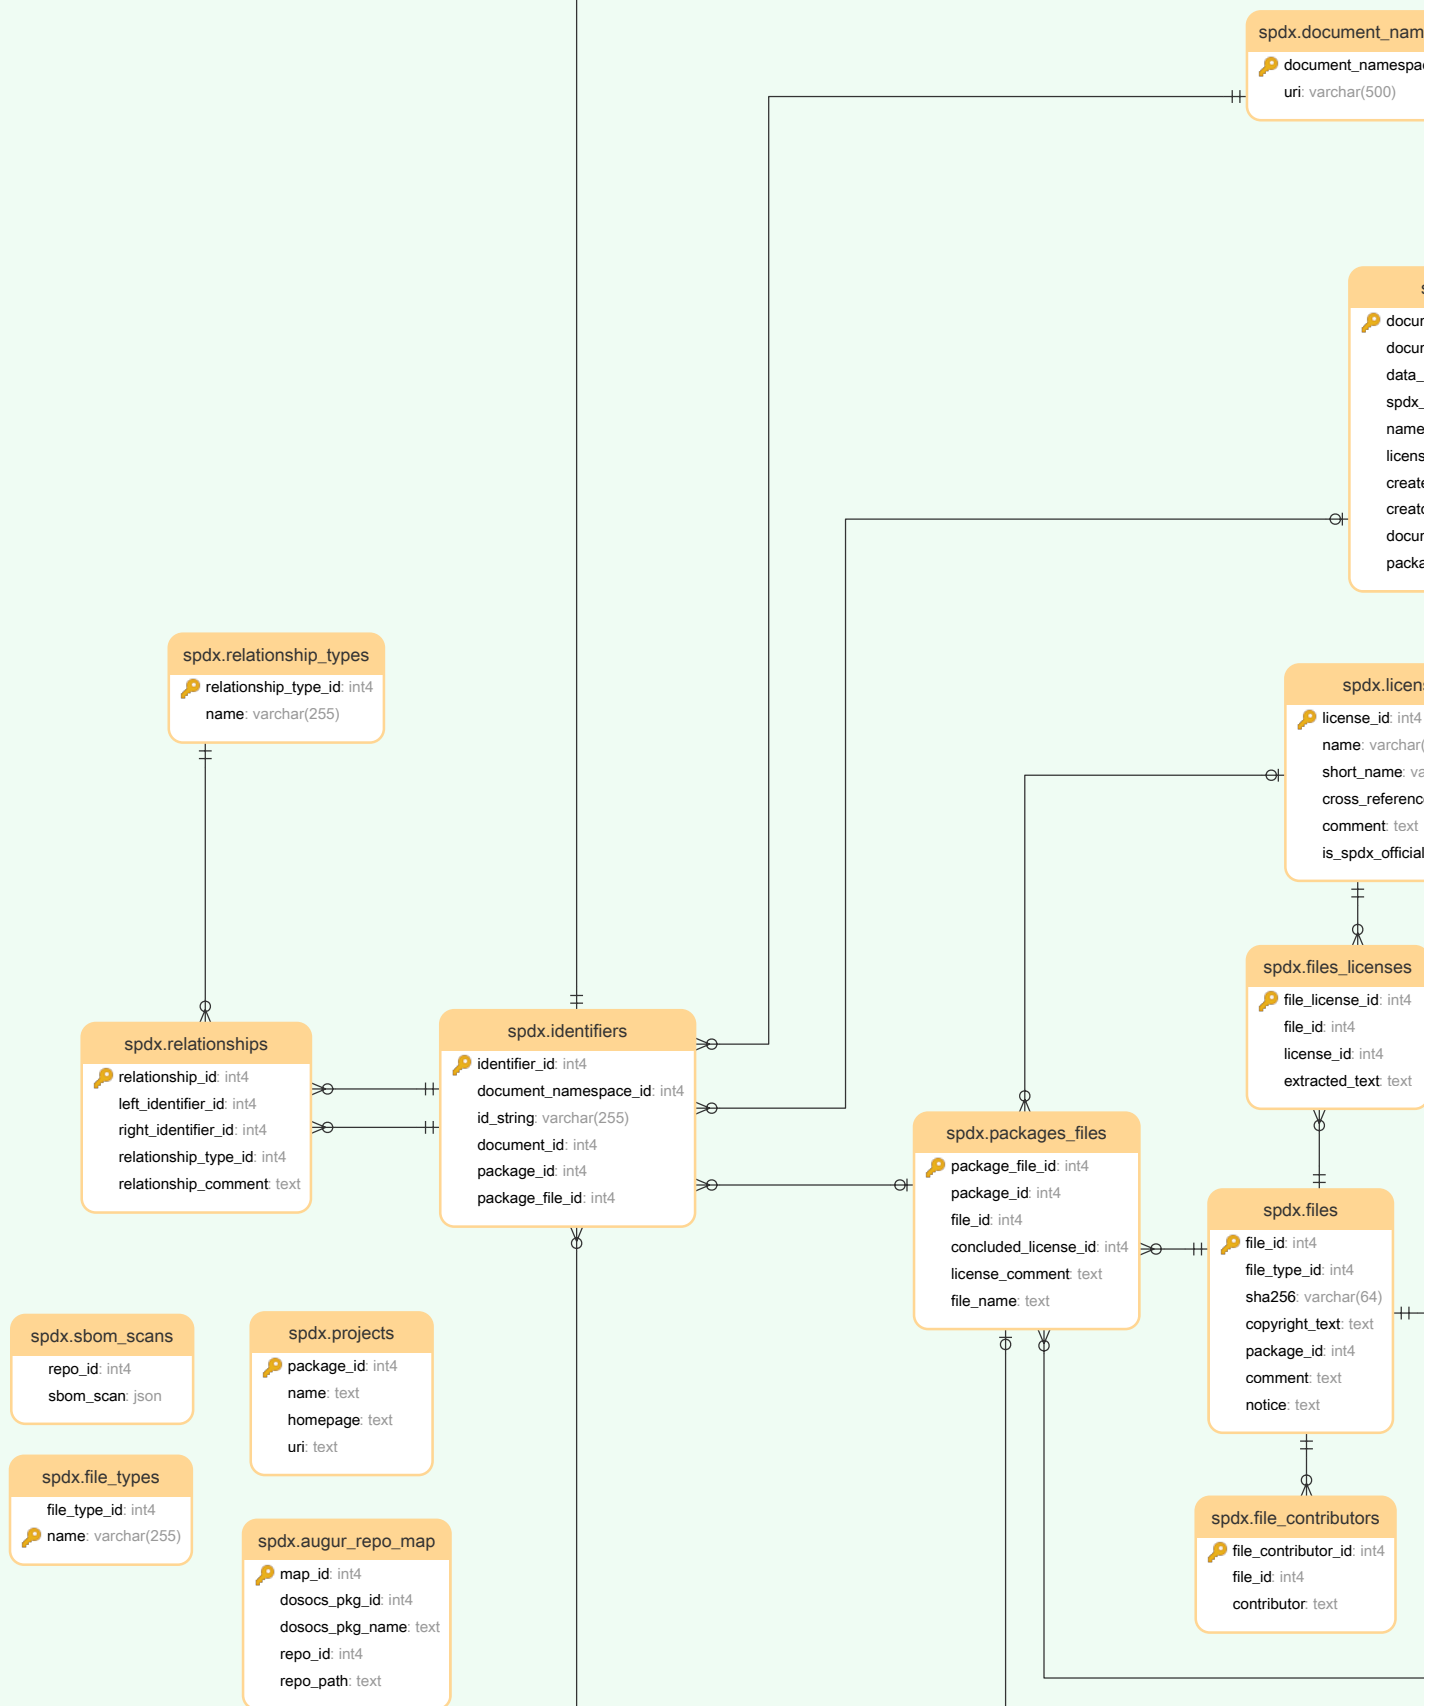 spdx.document_nam
document_namespa
uri: varchar(500)
docu
docu
data_
spdx_
name
licens
create
creato
docu
packa
spdx.relationship_types
relationship_type_id: int4
name: varchar(255)
spdx.licens
license_id: int4
name: varchar(
short_name: va
cross_referenc
comment: text
is_spdx_official
spdx.files_licenses
file_license_id: int4
file_id: int4
license_id: int4
extracted_text: text
spdx.relationships
relationship_id: int4
left_identifier_id: int4
right_identifier_id: int4
relationship_type_id: int4
relationship_comment: text
spdx.identifiers
identifier_id: int4
document_namespace_id: int4
id_string: varchar(255)
document_id: int4
package_id: int4
package_file_id: int4
spdx.packages_files
package_file_id: int4
package_id: int4
file_id: int4
concluded_license_id: int4
license_comment: text
file_name: text
spdx.files
file_id: int4
file_type_id: int4
sha256: varchar(64)
copyright_text: text
package_id: int4
comment: text
notice: text
spdx.sbom_scans
repo_id: int4
sbom_scan: json
spdx.projects
package_id: int4
name: text
homepage: text
uri: text
spdx.file_types
file_type_id: int4
name: varchar(255)
spdx.augur_repo_map
map_id: int4
dosocs_pkg_id: int4
dosocs_pkg_name: text
repo_id: int4
repo_path: text
spdx.file_contributors
file_contributor_id: int4
file_id: int4
contributor: text